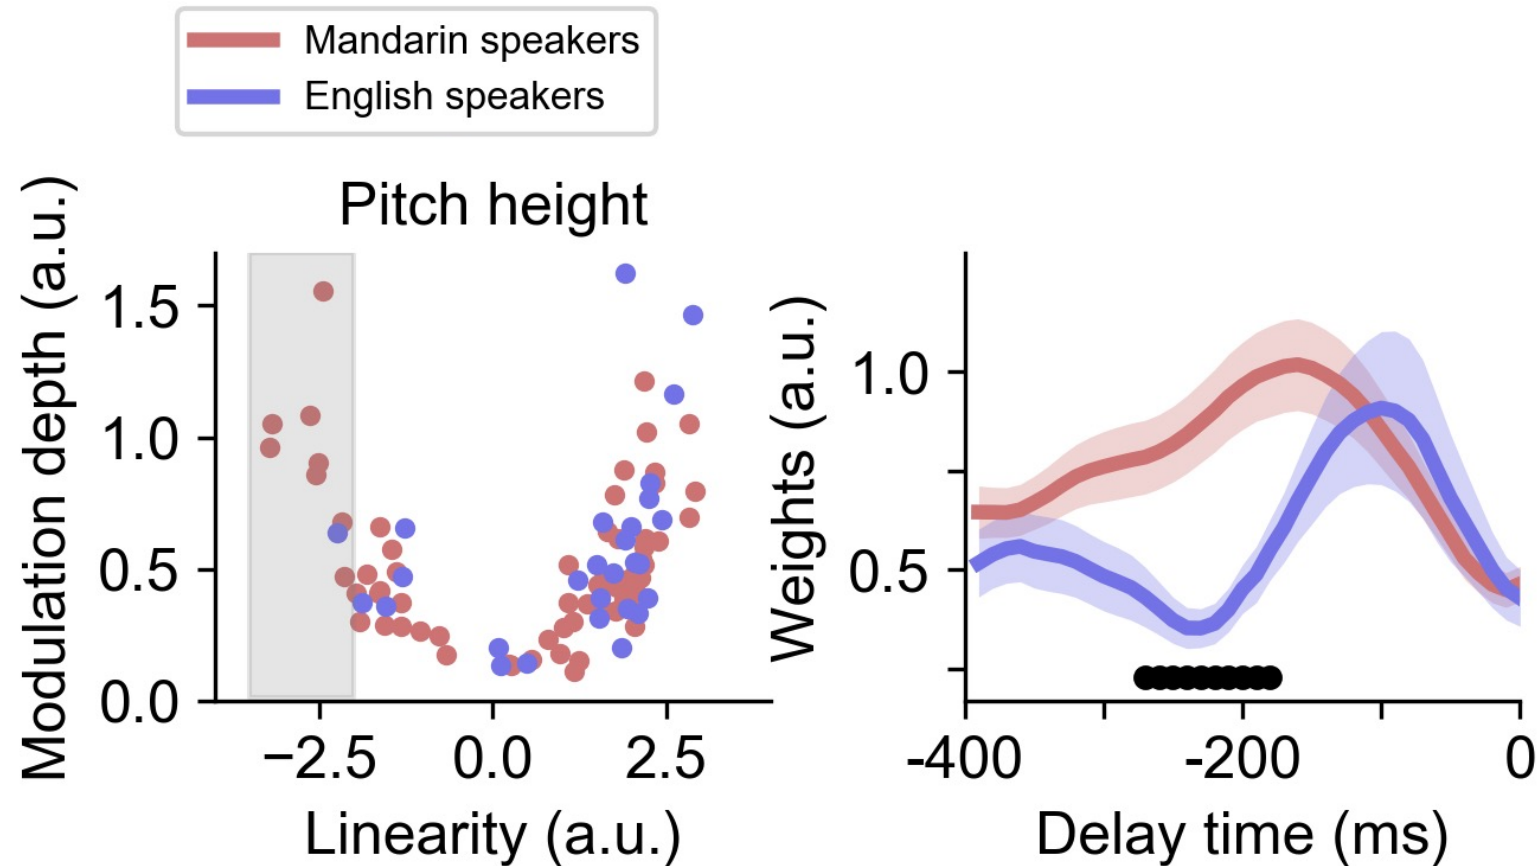 Mandarin speakers
English speakers
Pitch height
Modulation depth (a.u.)
1.5
1.0
0.5
0.0
−2.5 0.0 2.5
Linearity (a.u.)
Weights (a.u.)
1.0
0.5
-400 -200 0
Delay time (ms)